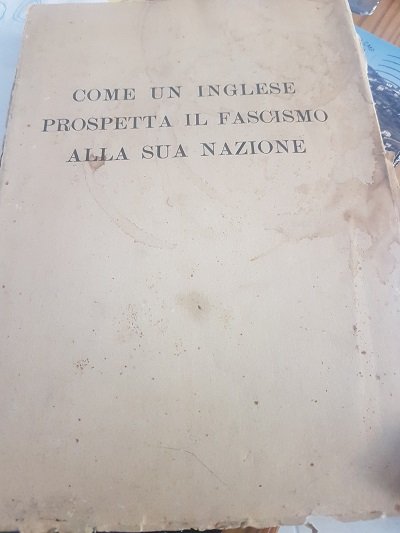 COME UN INGLESE
PROSPETTA IL FASCISMO
ALLA SUA NAZIONE